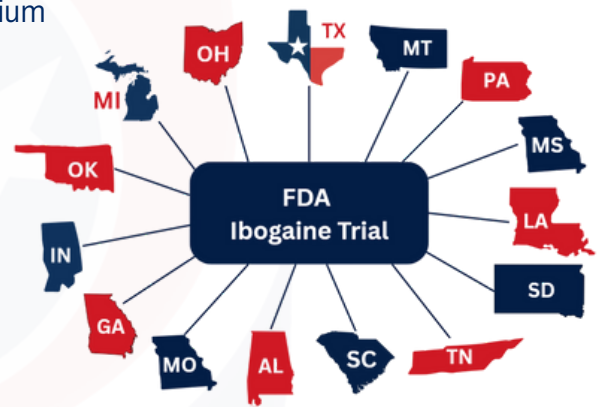 ium
OH
TX
MT
MI
PA
OK
MS
FDA
Ibogaine Trial
LA
IN
SD
GA
MO
AL
SC
TN